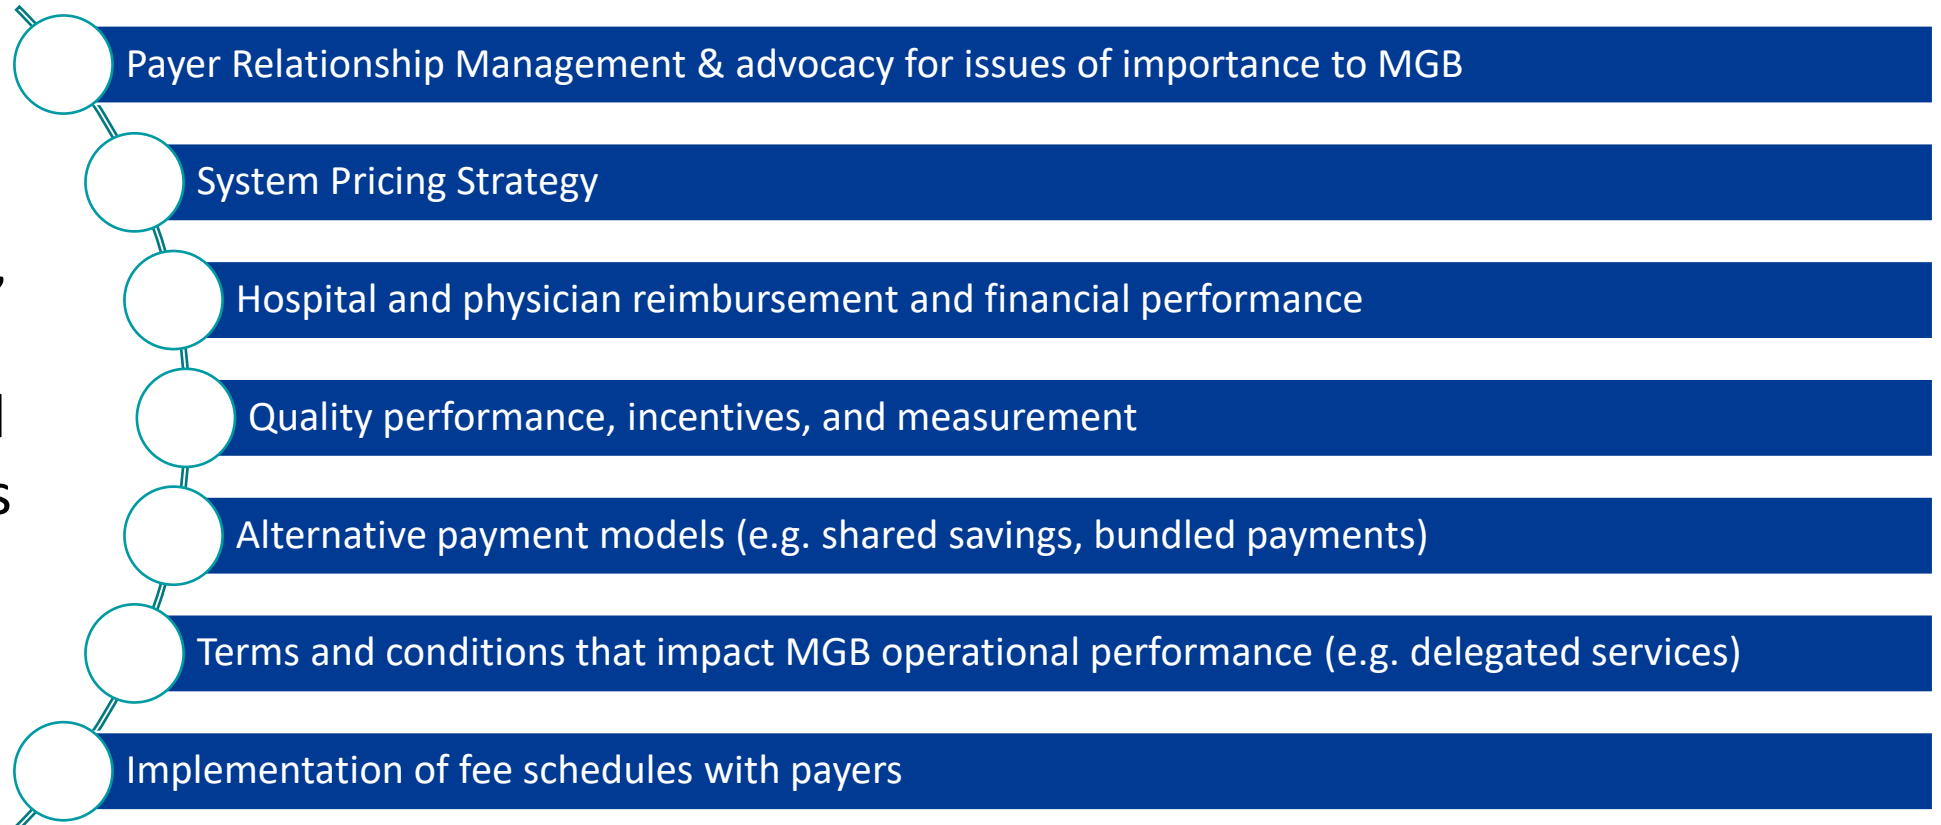 Payer Relationship Management & advocacy for issues of importance to MGB
System Pricing Strategy
Hospital and physician reimbursement and financial performance
Quality performance, incentives, and measurement
Alternative payment models (e.g. shared savings, bundled payments)
Terms and conditions that impact MGB operational performance (e.g. delegated services)
Implementation of fee schedules with payers